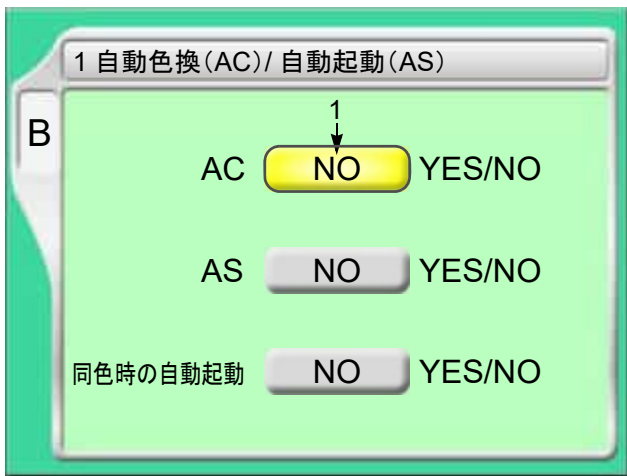 1 自動色換（AC）/ 自動起動（AS）
B
1
AC NO YES/NO
AS NO YES/NO
同色時の自動起動 NO YES/NO